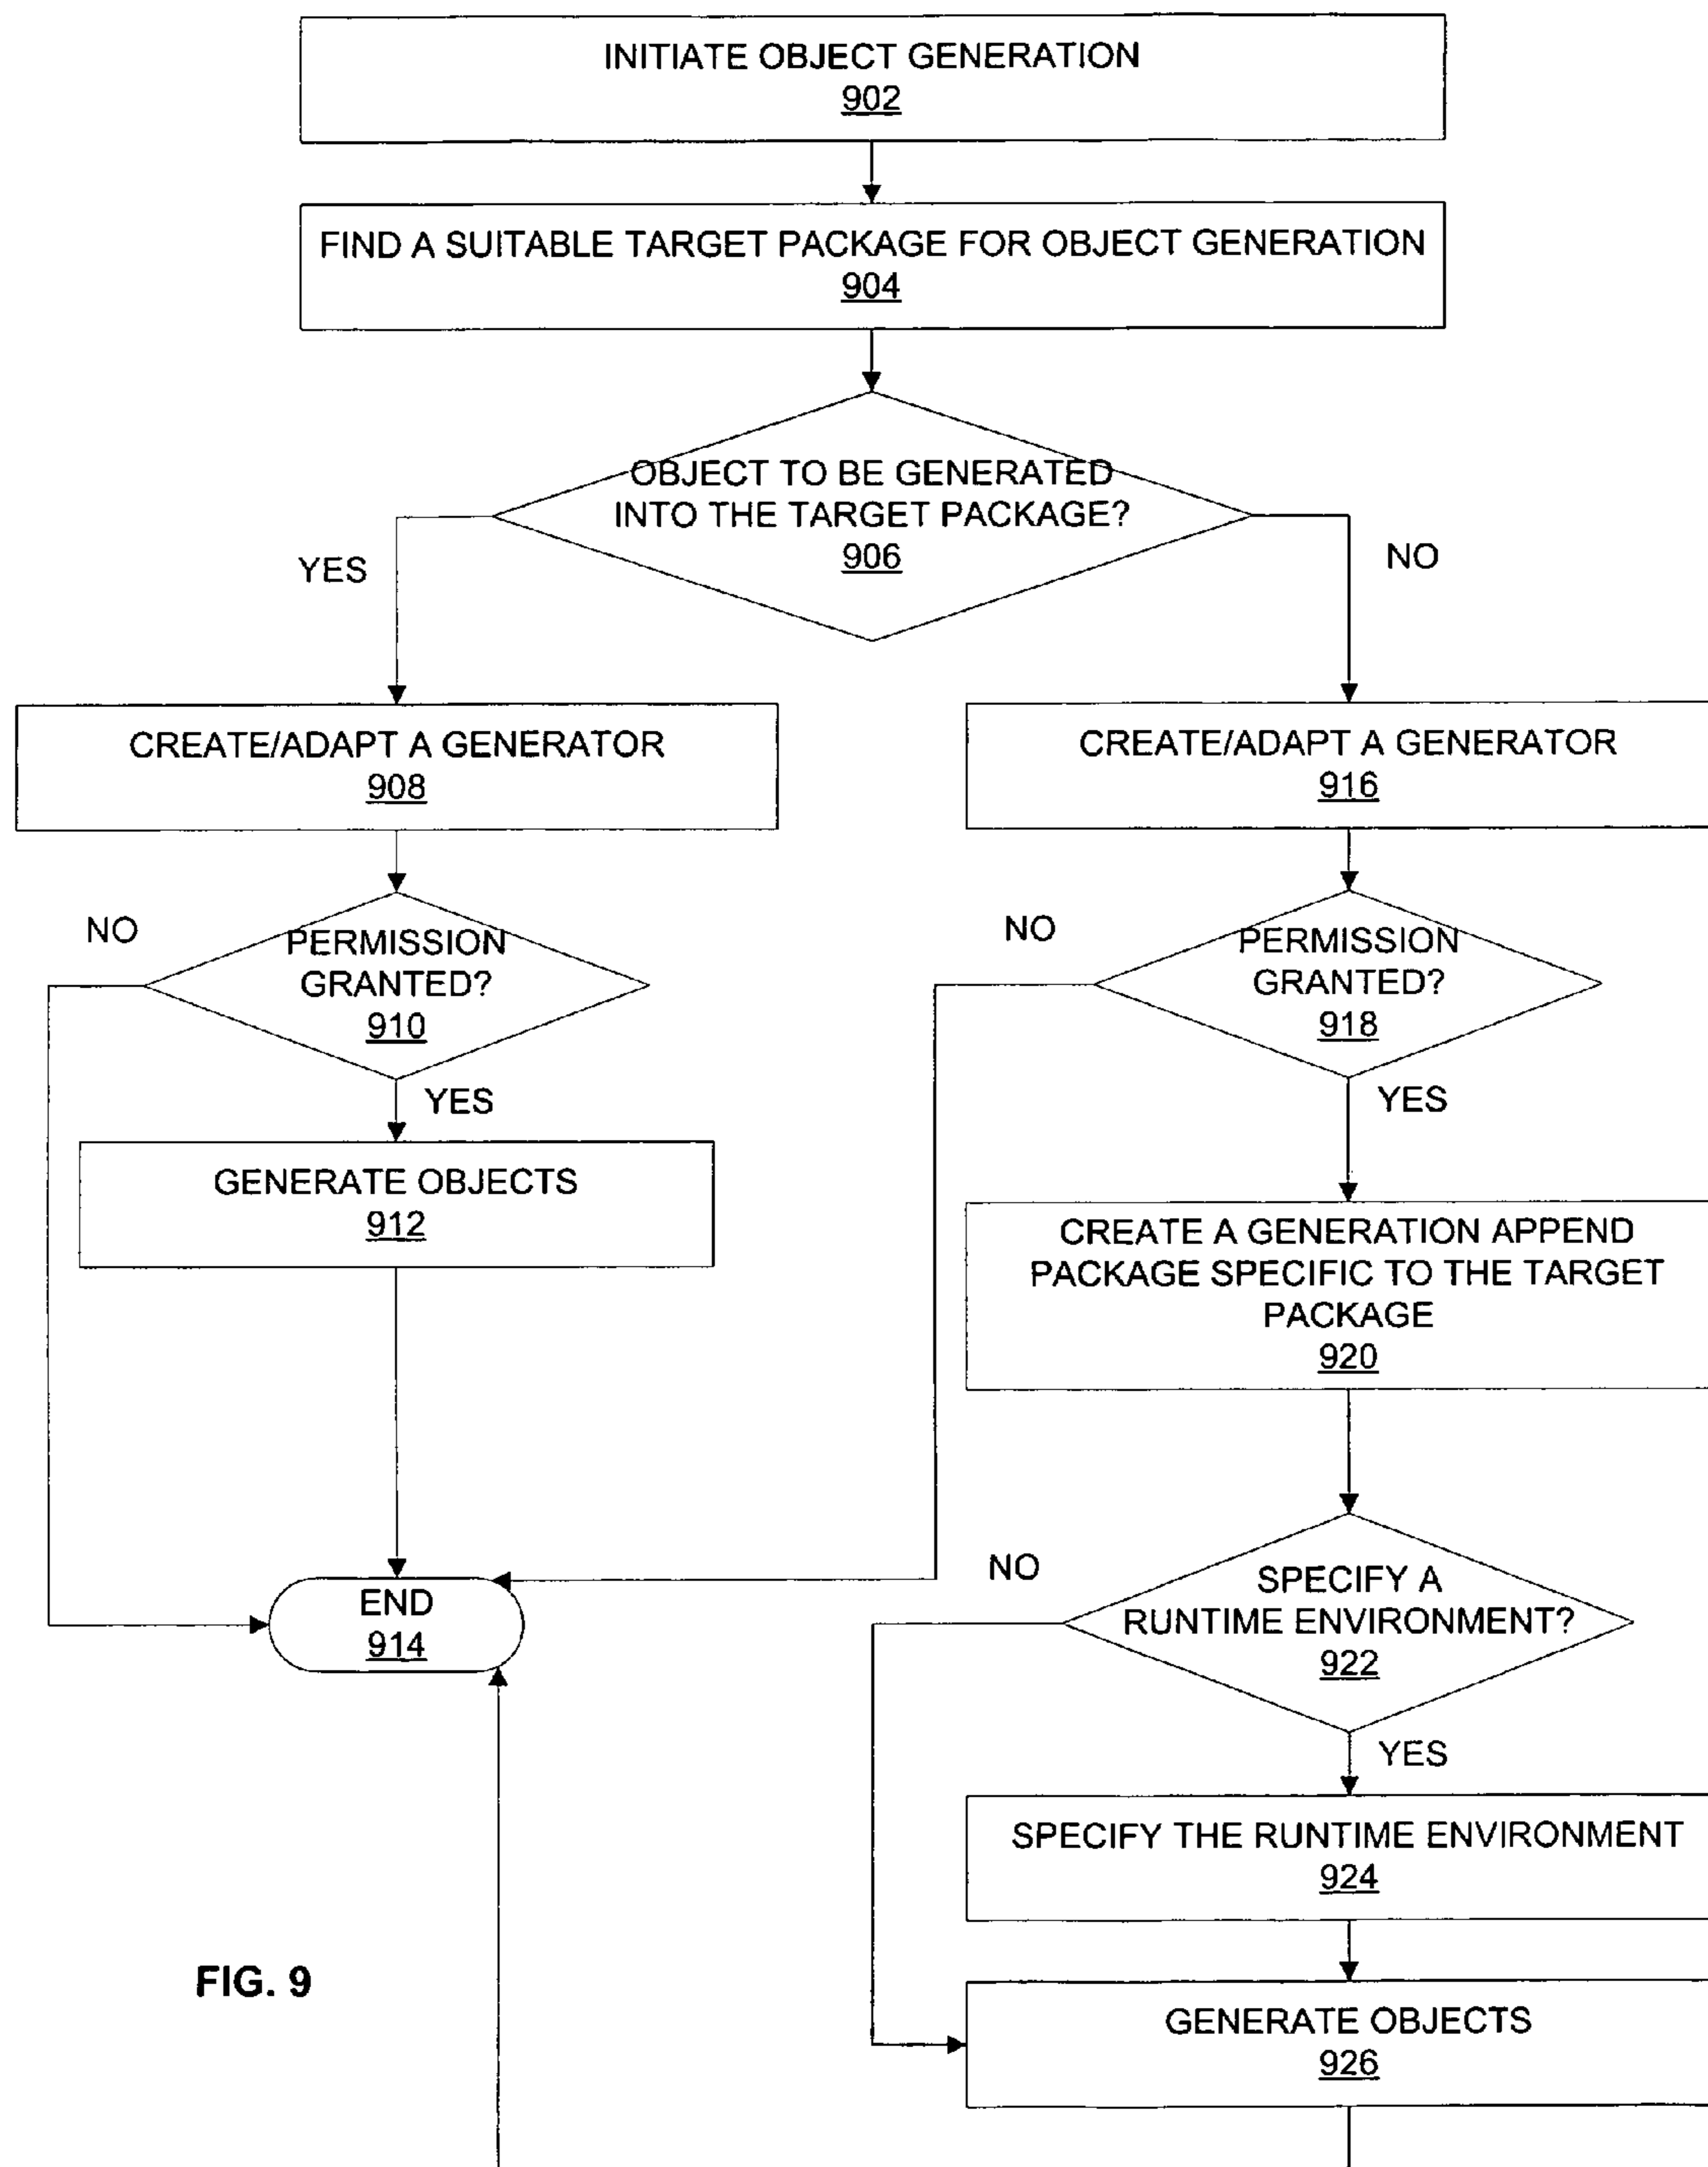 INITIATE OBJECT GENERATION
902
FIND A SUITABLE TARGET PACKAGE FOR OBJECT GENERATION
904
OBJECT TO BE GENERATED
INTO THE TARGET PACKAGE?
906
YES
NO
CREATE/ADAPT A GENERATOR
908
CREATE/ADAPT A GENERATOR
916
NO
PERMISSION
GRANTED?
910
YES
NO
PERMISSION
GRANTED?
918
YES
GENERATE OBJECTS
912
CREATE A GENERATION APPEND
PACKAGE SPECIFIC TO THE TARGET
PACKAGE
920
END
914
NO
SPECIFY A
RUNTIME ENVIRONMENT?
922
YES
SPECIFY THE RUNTIME ENVIRONMENT
924
FIG. 9
GENERATE OBJECTS
926